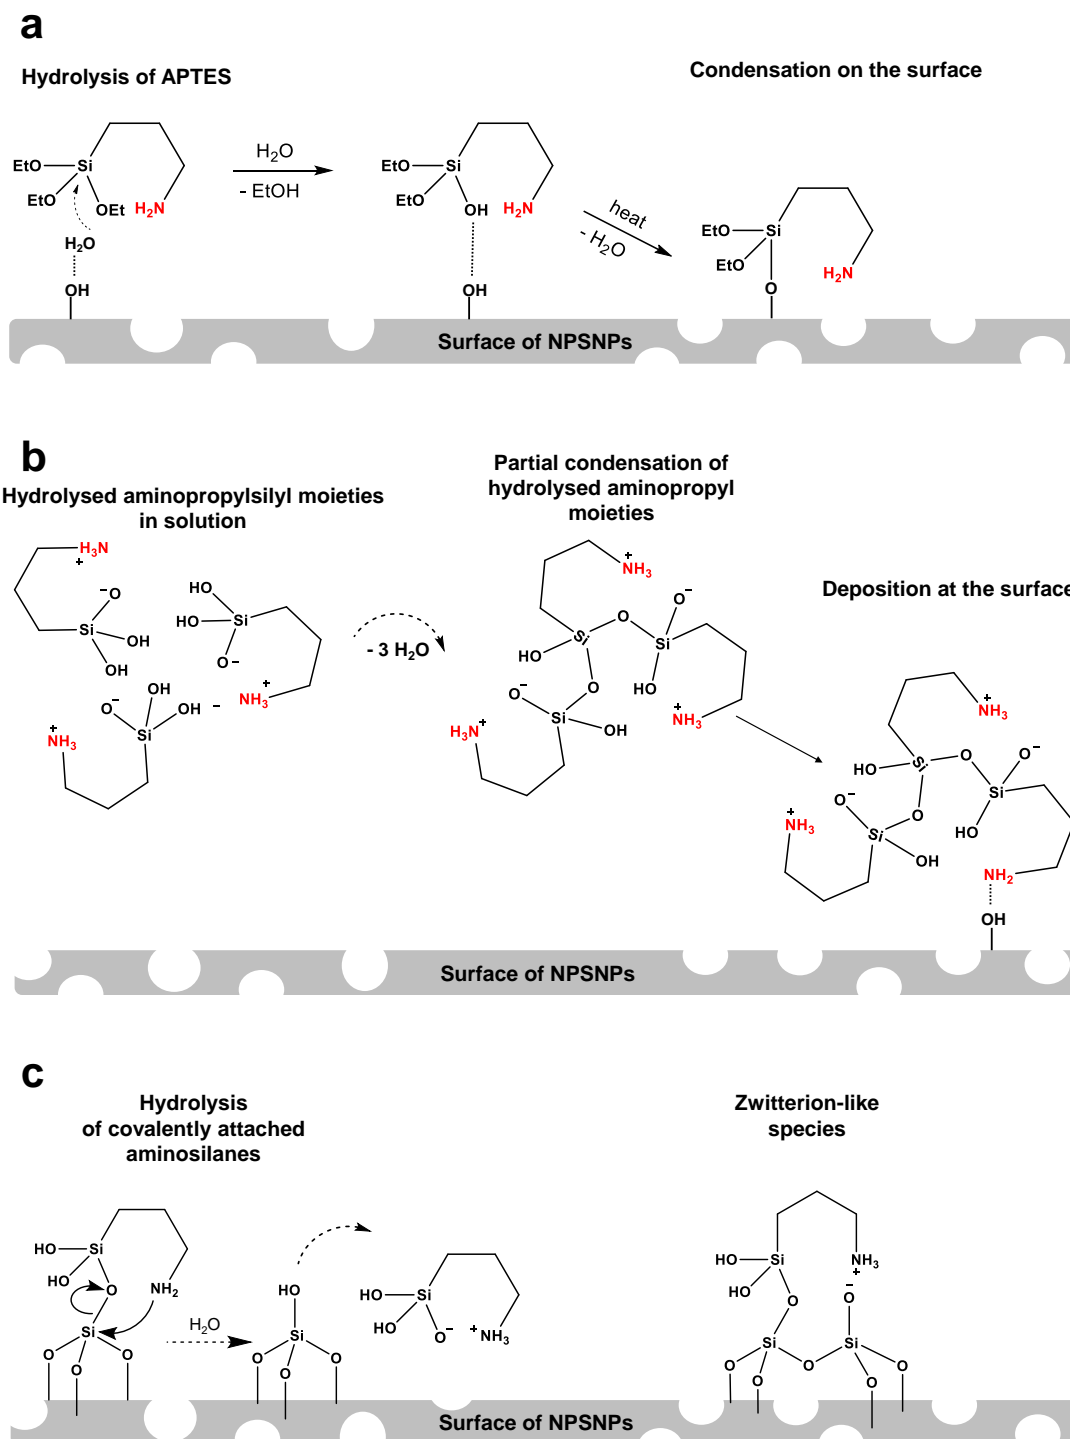 a
Hydrolysis of APTES
Condensation on the surface
EtO
Si
EtO
OEt
H₂N
H₂O
OH
H₂O
- EtOH
EtO
Si
EtO
OH
H₂N
OH
heat
- H₂O
EtO
Si
EtO
H₂N
O
Surface of NPSNPs
b
Hydrolysed aminopropylsilyl moieties
in solution
Partial condensation of
hydrolysed aminopropyl
moieties
Deposition at the surface
H₃N
+
−O
Si
OH
OH
HO
HO
Si
O−
+
NH₃
OH
−O
OH −
Si
+
NH₃
- 3 H₂O
+
NH₃
O−
O
Si
Si
HO
HO
O
−O
Si
OH
+
H₃N
+
NH₃
+
NH₃
HO
Si
O
O−
Si
HO
−O
O
Si
OH
+
NH₃
NH₂
OH
Surface of NPSNPs
c
Hydrolysis
of covalently attached
aminosilanes
Zwitterion-like
species
HO
Si
HO
O
NH₂
Si
O
O
O
H₂O
HO
Si
O
O
O
HO
Si
HO
O−
+
NH₃
HO
Si
HO
NH₃
+
−
O
O
Si
Si
O
O
O
O
O
Surface of NPSNPs